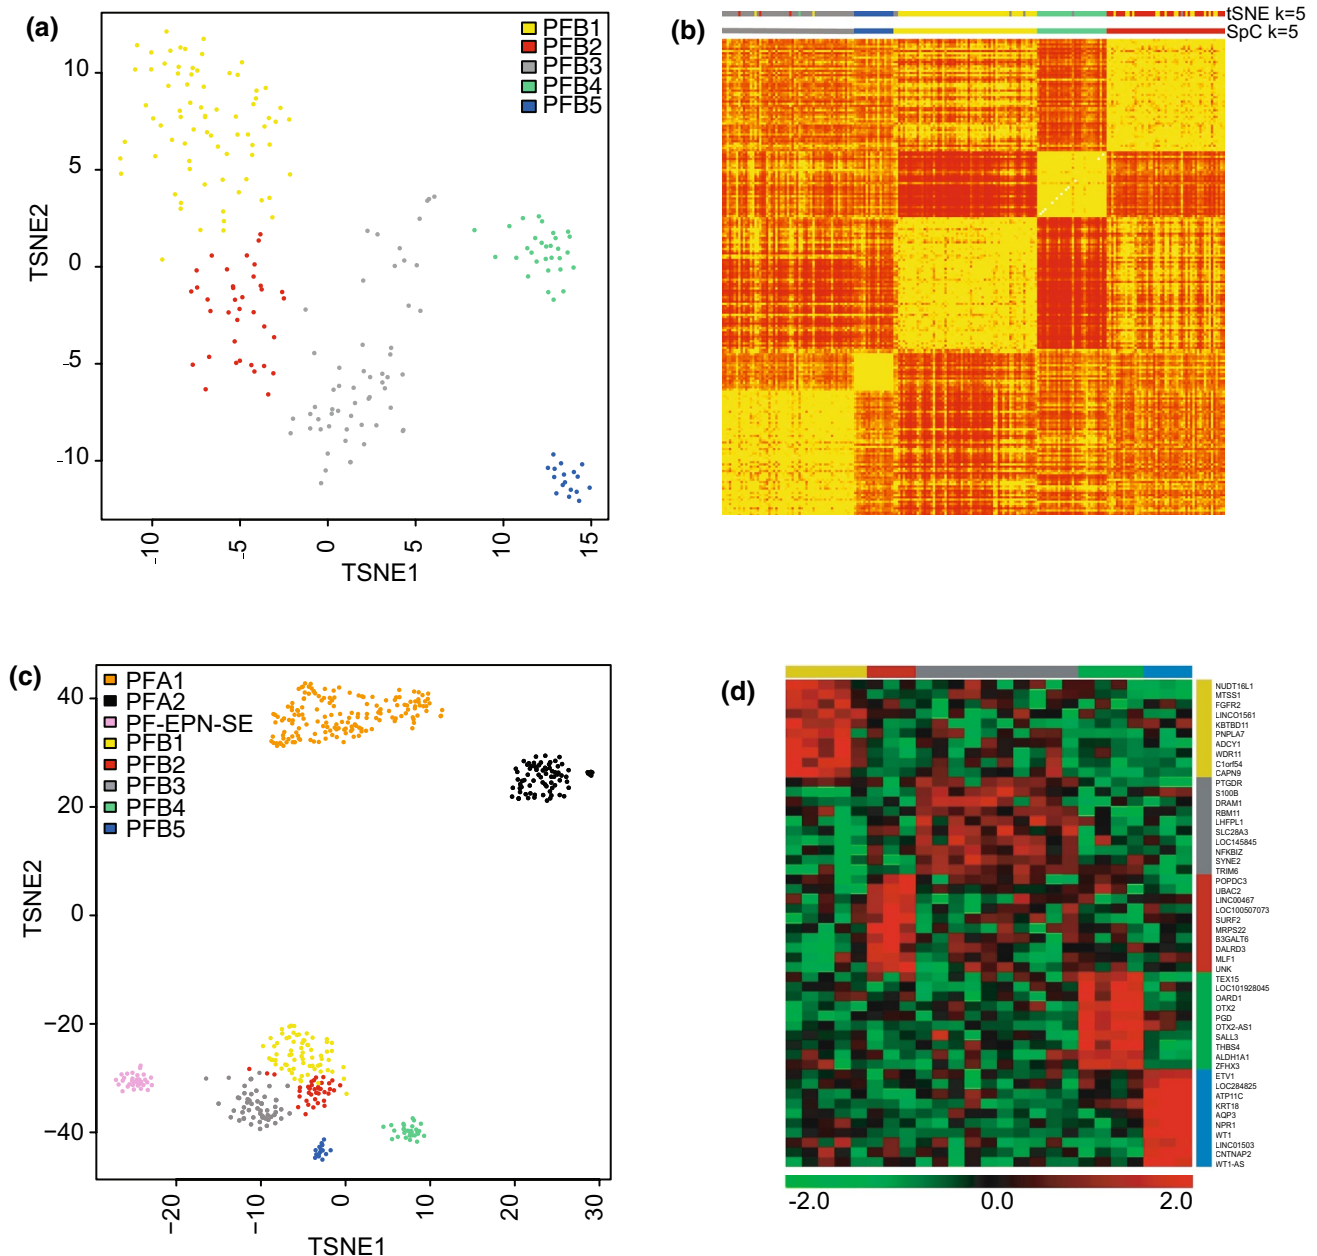 (a)
PFB1
PFB2
PFB3
PFB4
PFB5
10
5
0
-5
-10
TSNE2
-10
-5
0
5
10
15
TSNE1
(b)
tSNE k=5
SpC k=5
(c)
PFA1
PFA2
PF-EPN-SE
PFB1
PFB2
PFB3
PFB4
PFB5
40
20
0
−20
−40
TSNE2
−20
−10
0
10
20
30
TSNE1
(d)
NUDT16L1
MTSS1
FGFR2
LINCO1561
KBTBD11
PNPLA7
ADCY1
WDR11
C1orf54
CAPN9
PTGDR
S100B
DRAM1
RBM11
LHFPL1
SLC28A3
LOC145845
NFKBIZ
SYNE2
TRIM6
POPDC3
UBAC2
LINC00467
LOC100507073
SURF2
MRPS22
B3GALT6
DALRD3
MLF1
UNK
TEX15
LOC101928045
OARD1
OTX2
PGD
OTX2-AS1
SALL3
THBS4
ALDH1A1
ZFHX3
ETV1
LOC284825
ATP11C
KRT18
AQP3
NPR1
WT1
LINC01503
CNTNAP2
WT1-AS
-2.0
0.0
2.0